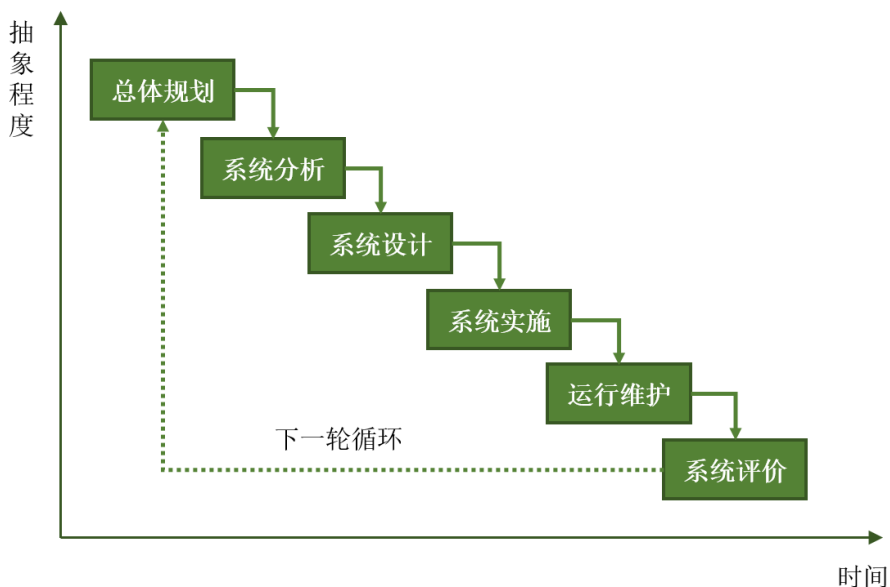 抽象程度
总体规划
系统分析
系统设计
系统实施
运行维护
下一轮循环
系统评价
时间